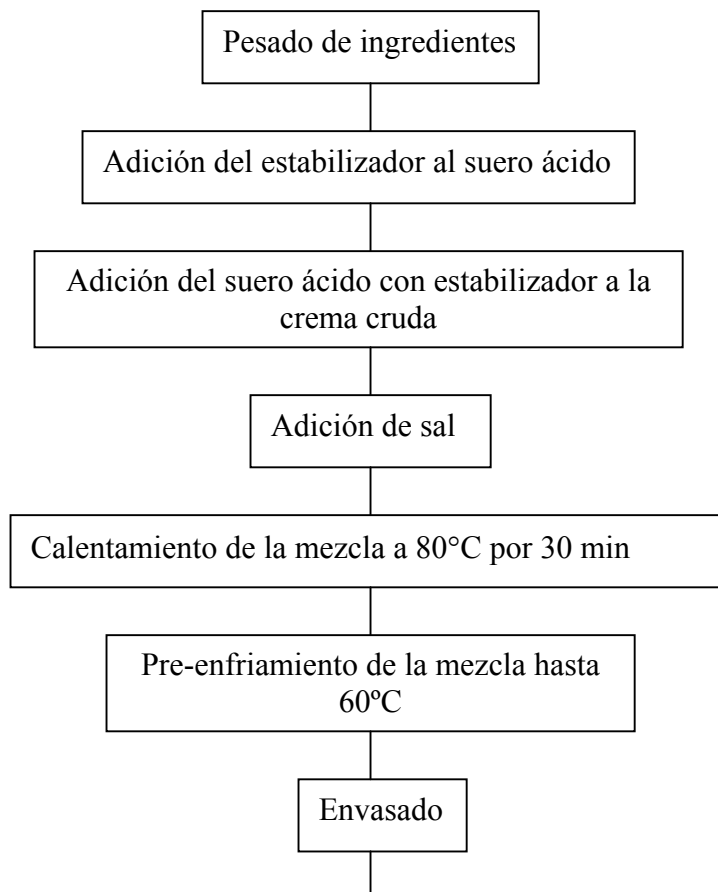 Pesado de ingredientes
Adición del estabilizador al suero ácido
Adición del suero ácido con estabilizador a la
crema cruda
Adición de sal
Calentamiento de la mezcla a 80°C por 30 min
Pre-enfriamiento de la mezcla hasta
60ºC
Envasado